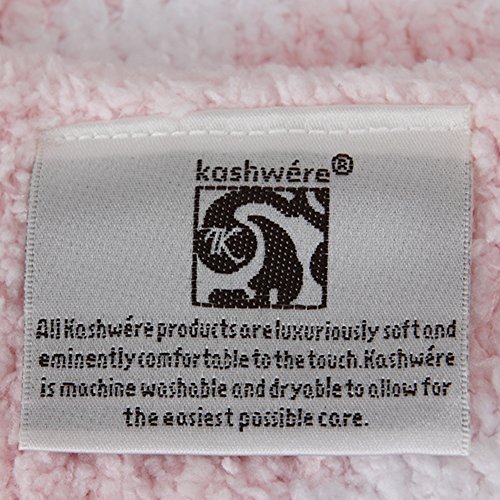 kashwére®
K
All Kashwére products are luxuriously soft and
eminently comfortable to the touch. Kashwére
is machine washable and dryable to allow for
the easiest possible care.